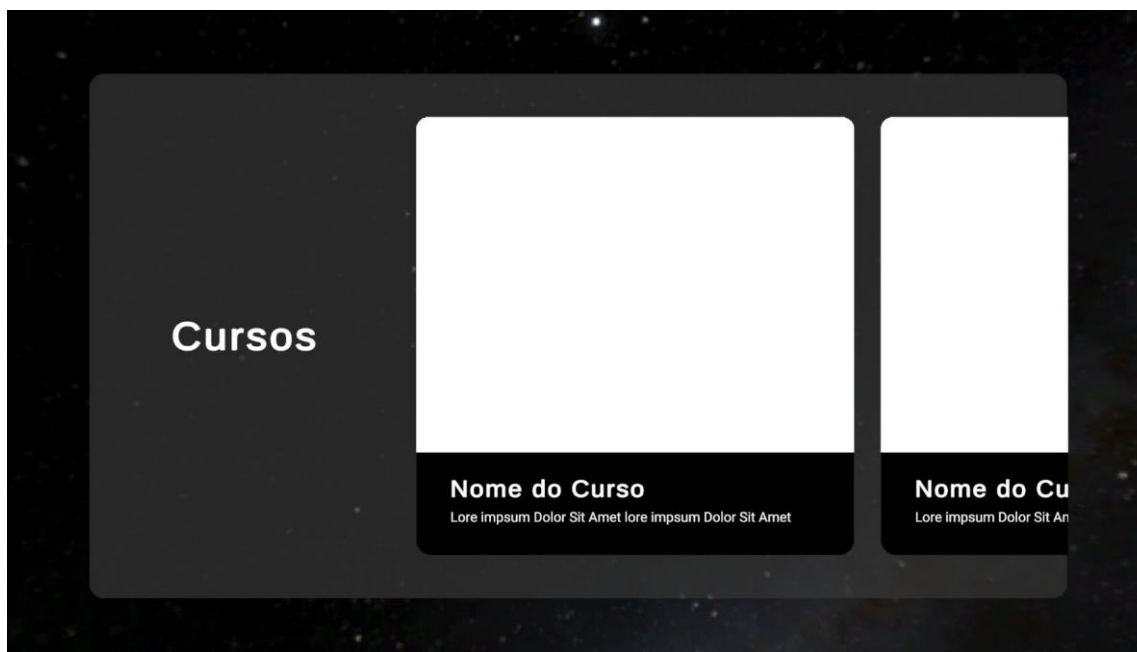 Cursos
Nome do Curso
Lore impsum Dolor Sit Amet lore impsum Dolor Sit Amet
Nome do Cu
Lore impsum Dolor Sit An